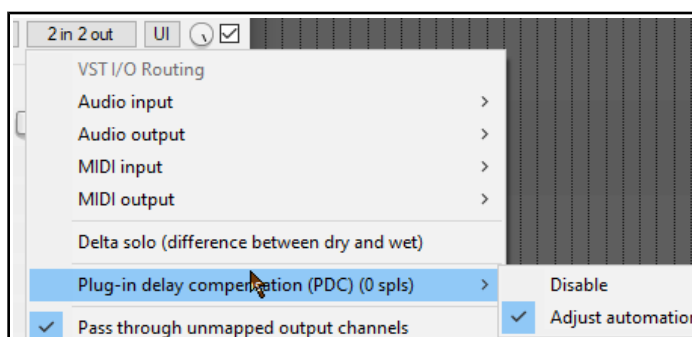 2 in 2 out UI
VST I/O Routing
Audio input
Audio output
MIDI input
MIDI output
Delta solo (difference between dry and wet)
Plug-in delay compensation (PDC) (0 spls)
Disable
Adjust automation
Pass through unmapped output channels